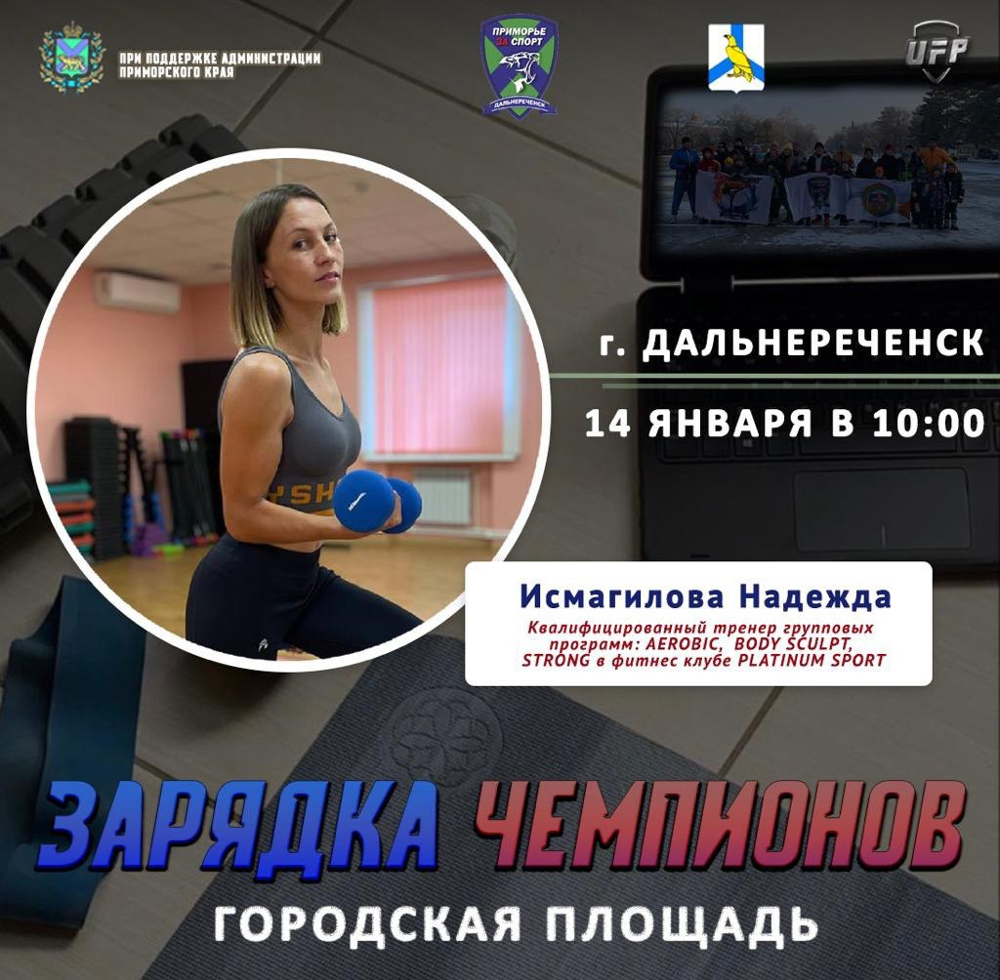 ПРИ ПОДДЕРЖКЕ АДМИНИСТРАЦИИ
ПРИМОРСКОГО КРАЯ
ПРИМОРЬЕ
ЗА СПОРТ
ДАЛЬНЕРЕЧЕНСК
UFP
г. ДАЛЬНЕРЕЧЕНСК
14 ЯНВАРЯ В 10:00
YSH
Исмагилова Надежда
Квалифицированный тренер групповых
программ: AEROBIC, BODY SCULPT,
STRONG в фитнес клубе PLATINUM SPORT
ЗАРЯДКА ЧЕМПИОНОВ
ГОРОДСКАЯ ПЛОЩАДЬ